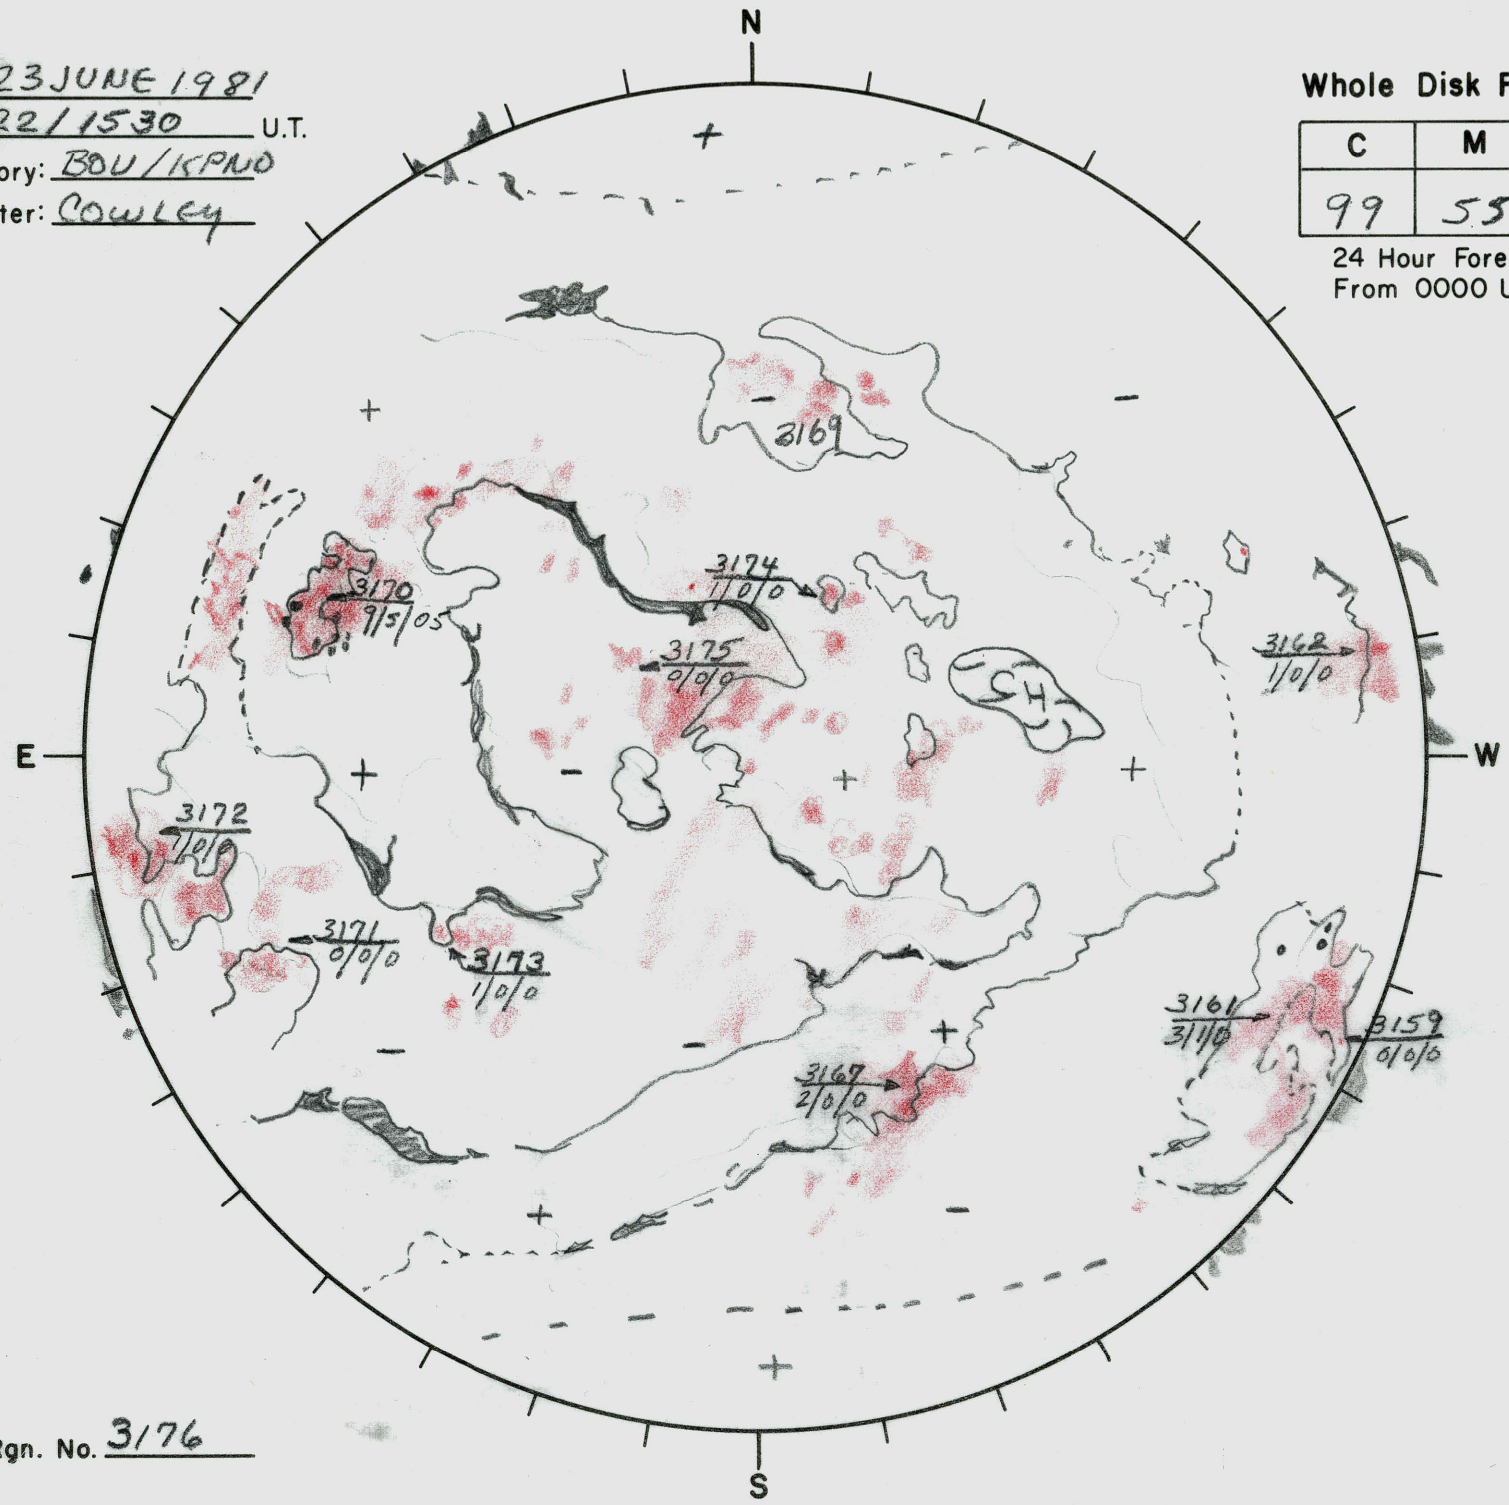 N
23 JUNE 1981
22/1530 U.T.
ory: BOU/KPNO
ter: COWLEY
Whole Disk F
C M
99 55
24 Hour Fore
From 0000 U
+
+
-
-
3169
3174
1/0/0
3170
9/5/05
3175
0/0/0
3162
1/0/0
CH
E
W
+
-
+
+
3172
1/0/0
3171
0/0/0
3173
1/0/0
3161
3/1/0
3159
0/0/0
-
-
+
3167
2/0/0
+
-
+
Rgn. No. 3176
S